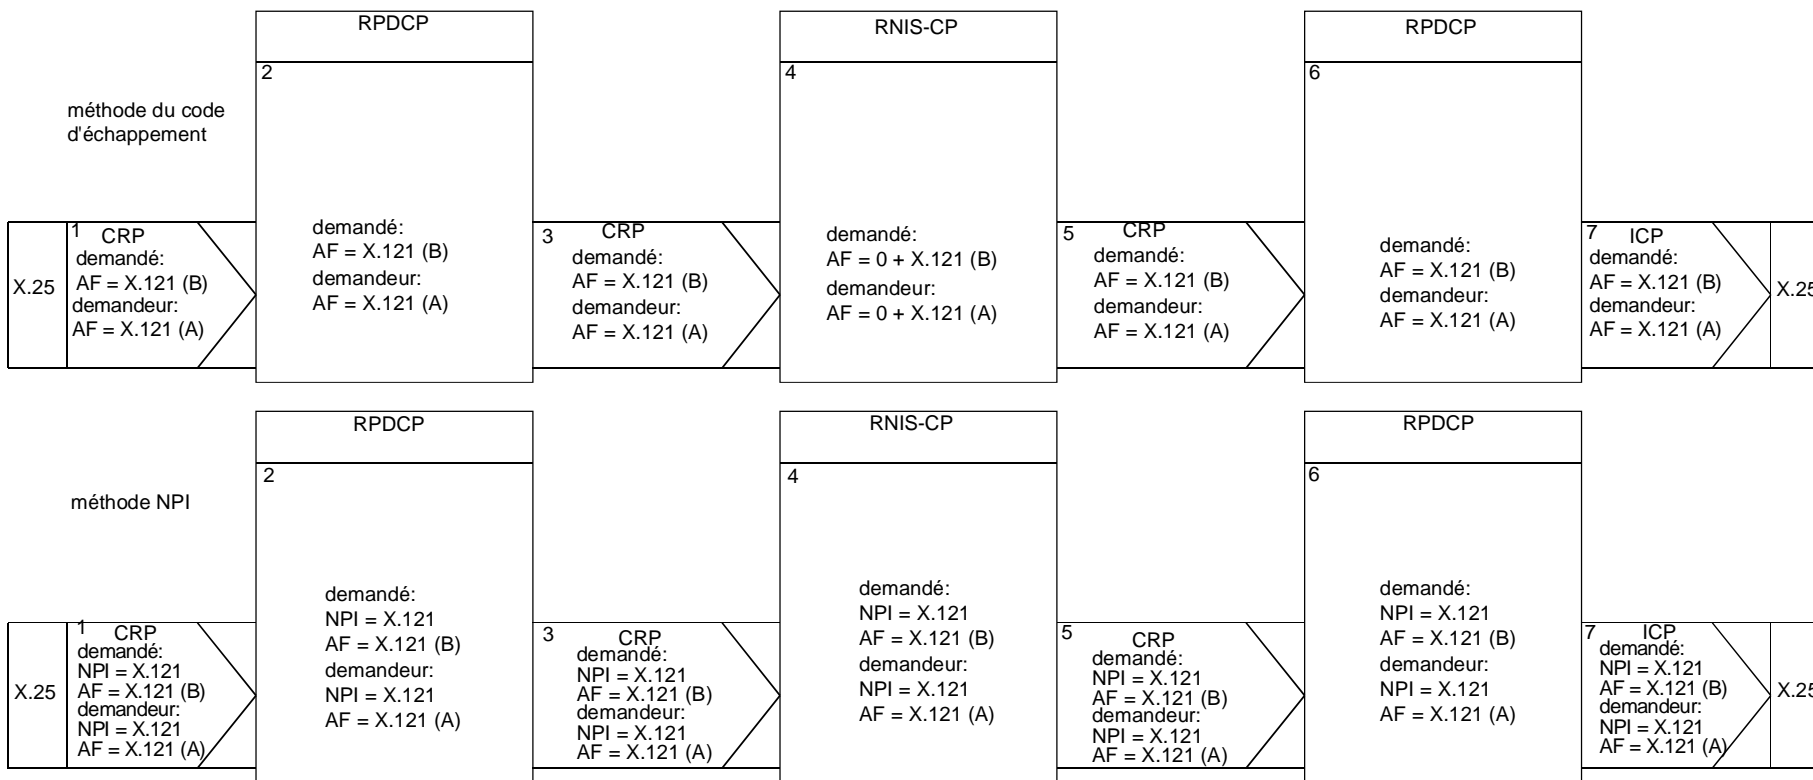 RPDCP
RNIS-CP
RPDCP
méthode du code
d'échappement
X.25
1
CRP
demandé:
AF = X.121 (B)
demandeur:
AF = X.121 (A)
2
demandé:
AF = X.121 (B)
demandeur:
AF = X.121 (A)
3
CRP
demandé:
AF = X.121 (B)
demandeur:
AF = X.121 (A)
4
demandé:
AF = 0 + X.121 (B)
demandeur:
AF = 0 + X.121 (A)
5
CRP
demandé:
AF = X.121 (B)
demandeur:
AF = X.121 (A)
6
demandé:
AF = X.121 (B)
demandeur:
AF = X.121 (A)
7
ICP
demandé:
AF = X.121 (B)
demandeur:
AF = X.121 (A)
X.25
RPDCP
RNIS-CP
RPDCP
méthode NPI
X.25
1
CRP
demandé:
NPI = X.121
AF = X.121 (B)
demandeur:
NPI = X.121
AF = X.121 (A)
2
demandé:
NPI = X.121
AF = X.121 (B)
demandeur:
NPI = X.121
AF = X.121 (A)
3
CRP
demandé:
NPI = X.121
AF = X.121 (B)
demandeur:
NPI = X.121
AF = X.121 (A)
4
demandé:
NPI = X.121
AF = X.121 (B)
demandeur:
NPI = X.121
AF = X.121 (A)
5
CRP
demandé:
NPI = X.121
AF = X.121 (B)
demandeur:
NPI = X.121
AF = X.121 (A)
6
demandé:
NPI = X.121
AF = X.121 (B)
demandeur:
NPI = X.121
AF = X.121 (A)
7
ICP
demandé:
NPI = X.121
AF = X.121 (B)
demandeur:
NPI = X.121
AF = X.121 (A)
X.25